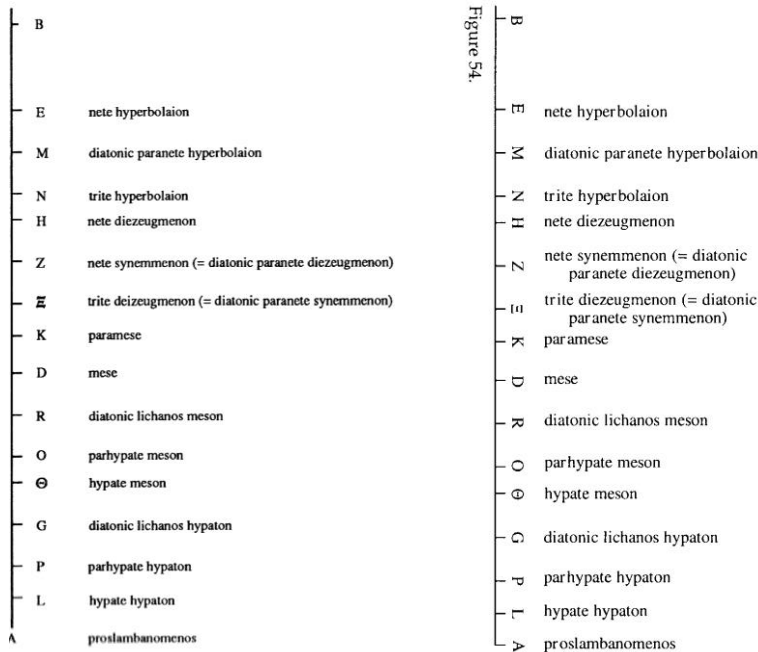 B
E nete hyperbolaion
M diatonic paranete hyperbolaion
N trite hyperbolaion
H nete diezeugmenon
Z nete synemmenon (= diatonic paranete diezeugmenon)
Ξ trite deizeugmenon (= diatonic paranete synemmenon)
K paramese
D mese
R diatonic lichanos meson
O parhypate meson
Θ hypate meson
G diatonic lichanos hypaton
P parhypate hypaton
L hypate hypaton
A proslambanomenos
Figure 54.
B
E nete hyperbolaion
M diatonic paranete hyperbolaion
N trite hyperbolaion
H nete diezeugmenon
Z nete synemmenon (= diatonic
paranete diezeugmenon)
Ξ trite diezeugmenon (= diatonic
paranete synemmenon)
K paramese
D mese
R diatonic lichanos meson
O parhypate meson
Θ hypate meson
G diatonic lichanos hypaton
P parhypate hypaton
L hypate hypaton
A proslambanomenos